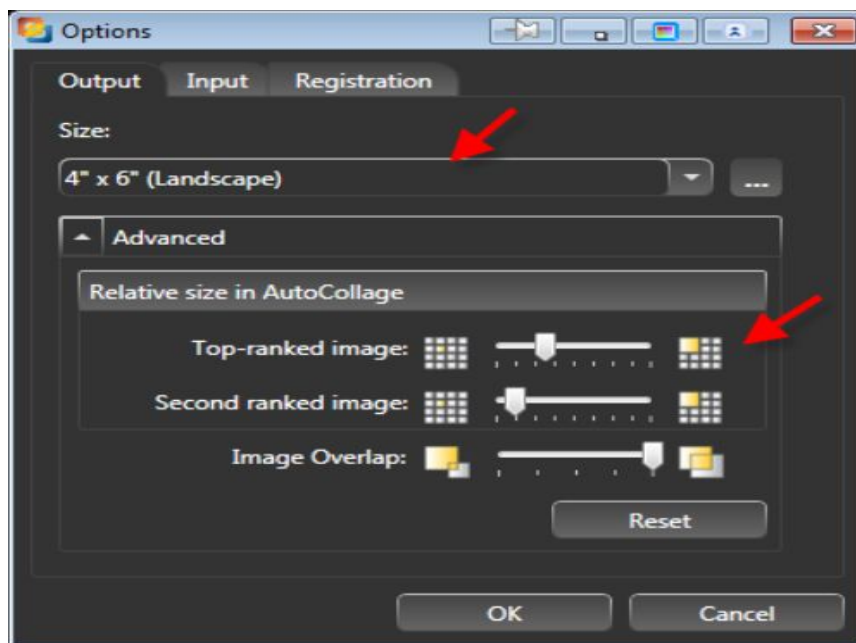 Options
Output Input Registration
Size:
4" x 6" (Landscape)
...
Advanced
Relative size in AutoCollage
Top-ranked image:
Second ranked image:
Image Overlap:
Reset
OK Cancel